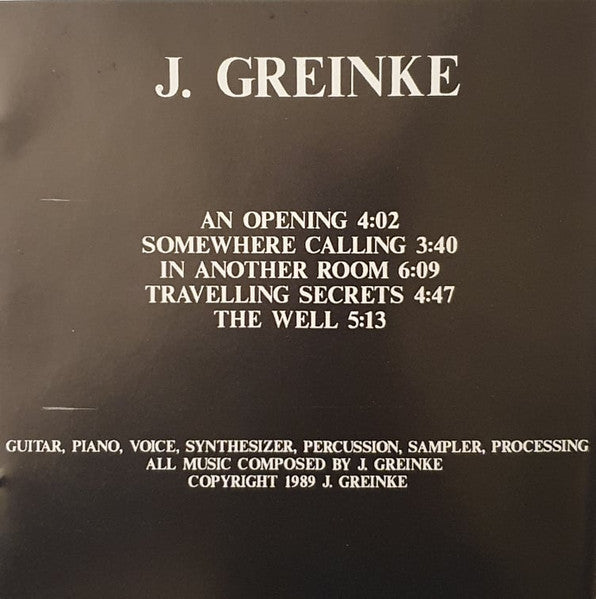 J. GREINKE
AN OPENING 4:02
SOMEWHERE CALLING 3:40
IN ANOTHER ROOM 6:09
TRAVELLING SECRETS 4:47
THE WELL 5:13
GUITAR, PIANO, VOICE, SYNTHESIZER, PERCUSSION, SAMPLER, PROCESSING
ALL MUSIC COMPOSED BY J. GREINKE
COPYRIGHT 1989 J. GREINKE